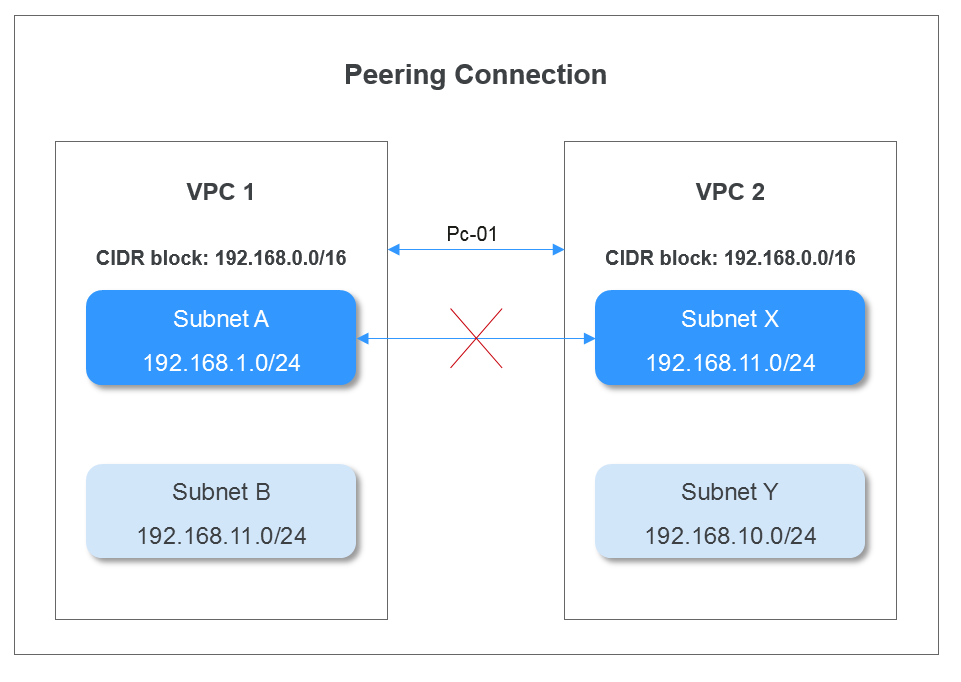 Peering Connection
VPC 1
CIDR block: 192.168.0.0/16
Subnet A
192.168.1.0/24
Subnet B
192.168.11.0/24
Pc-01
VPC 2
CIDR block: 192.168.0.0/16
Subnet X
192.168.11.0/24
Subnet Y
192.168.10.0/24